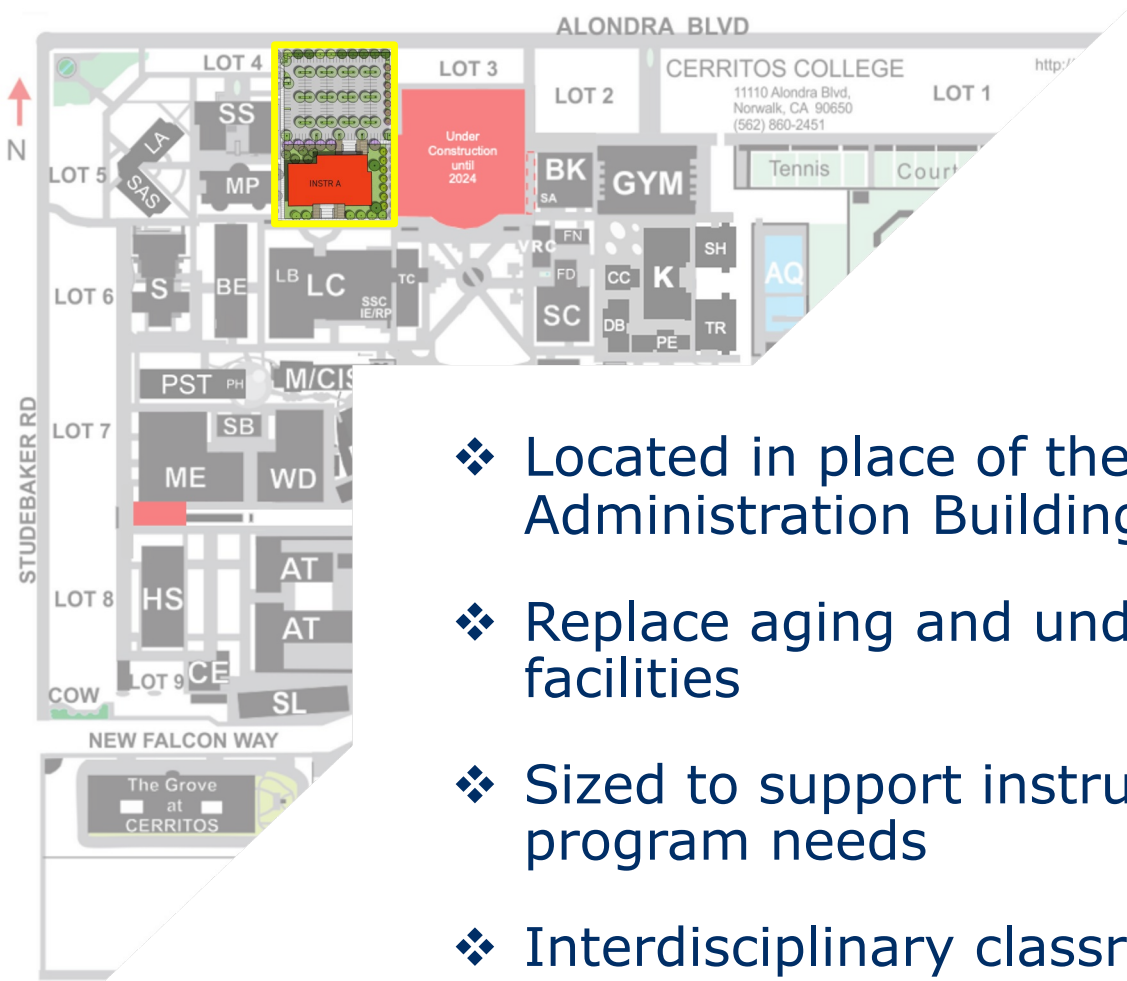 ALONDRA BLVD
LOT 4
LOT 3
LOT 2
CERRITOS COLLEGE
11110 Alondra Blvd,
Norwalk, CA 90650
(562) 860-2451
LOT 1
http:/
N
SS
LA
SAS
LOT 5
MP
INSTR A
Under
Construction
until
2024
BK
SA
GYM
Tennis
Court
LOT 6
S
BE
LB
LC
SSC
IE/RP
TC
VRC
FN
FD
SC
CC
K
DB
PE
SH
TR
AQ
PST
PH
M/CIS
STUDEBAKER RD
LOT 7
SB
ME
WD
LOT 8
HS
AT
AT
LOT 9
CE
SL
COW
NEW FALCON WAY
The Grove
at
CERRITOS
❖ Located in place of the
Administration Building
❖ Replace aging and und
facilities
❖ Sized to support instru
program needs
❖ Interdisciplinary classr